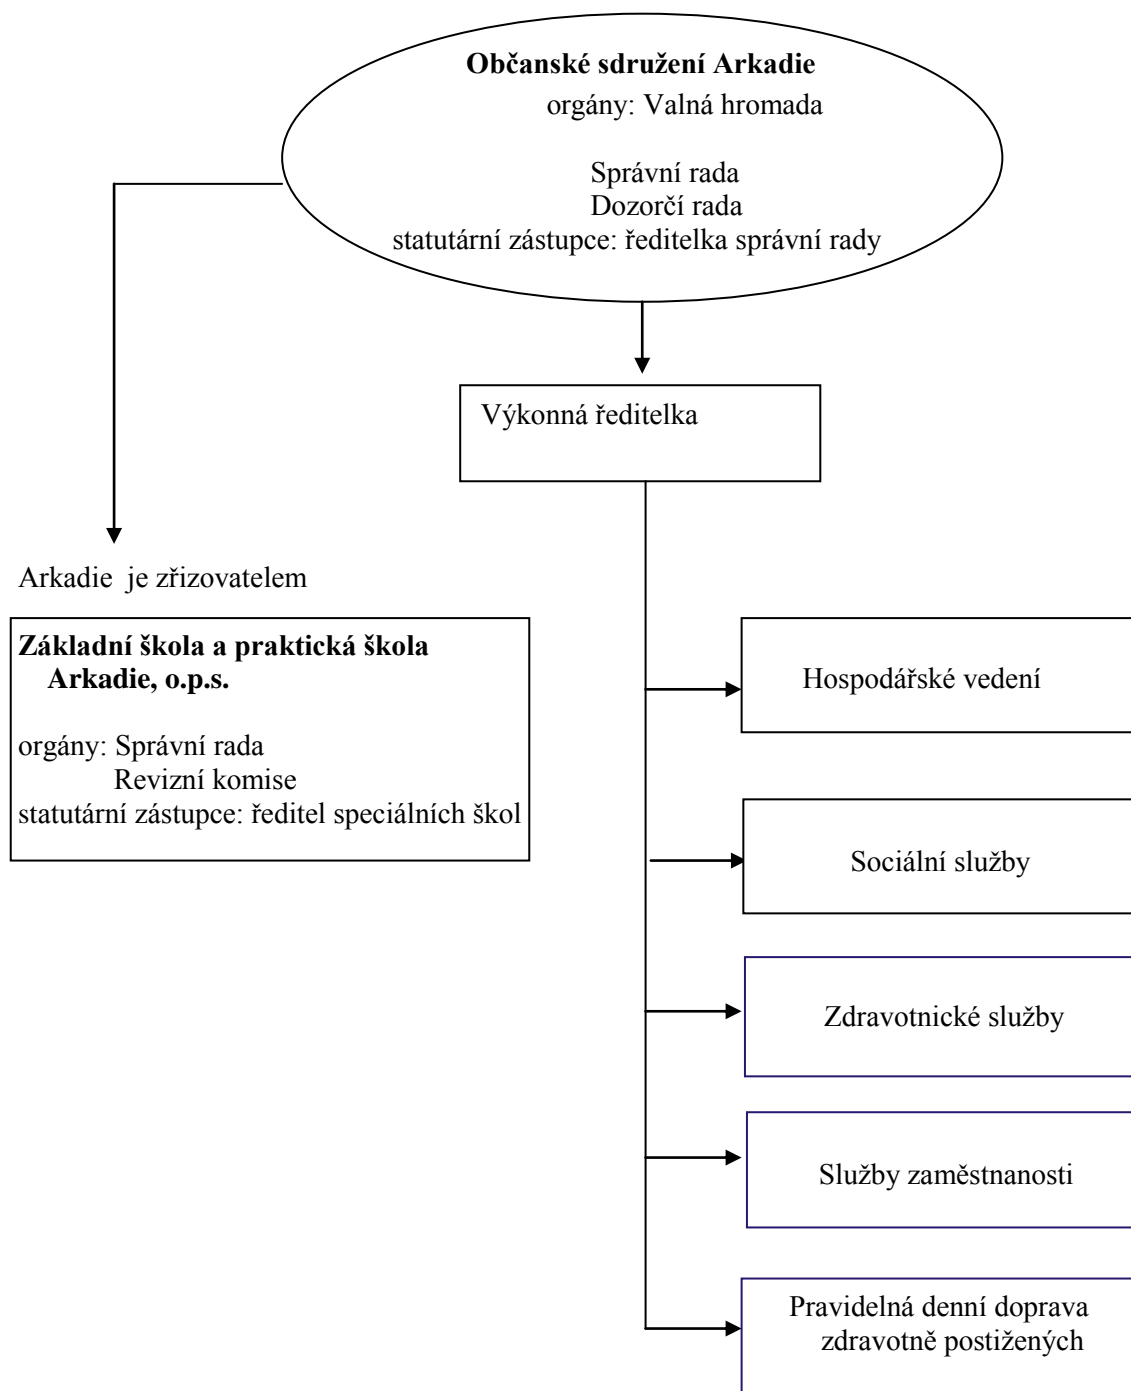 Občanské sdružení Arkadie
orgány: Valná hromada
Správní rada
Dozorčí rada
statutární zástupce: ředitelka správní rady
Výkonná ředitelka
Arkadie je zřizovatelem
Základní škola a praktická škola
Arkadie, o.p.s.
orgány: Správní rada
Revizní komise
statutární zástupce: ředitel speciálních škol
Hospodářské vedení
Sociální služby
Zdravotnické služby
Služby zaměstnanosti
Pravidelná denní doprava
zdravotně postižených